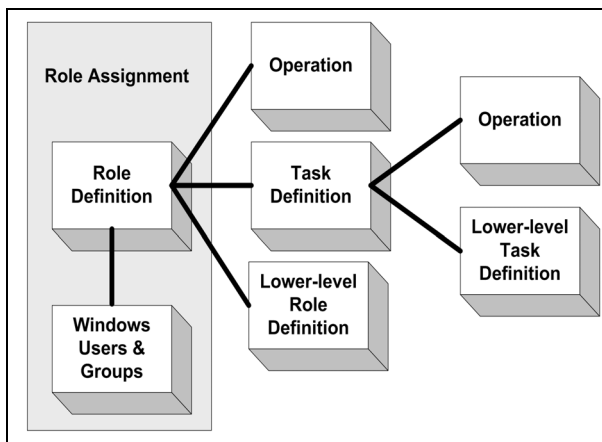 Role Assignment
Role
Definition
Windows
Users &
Groups
Operation
Task
Definition
Lower-level
Role
Definition
Operation
Lower-level
Task
Definition